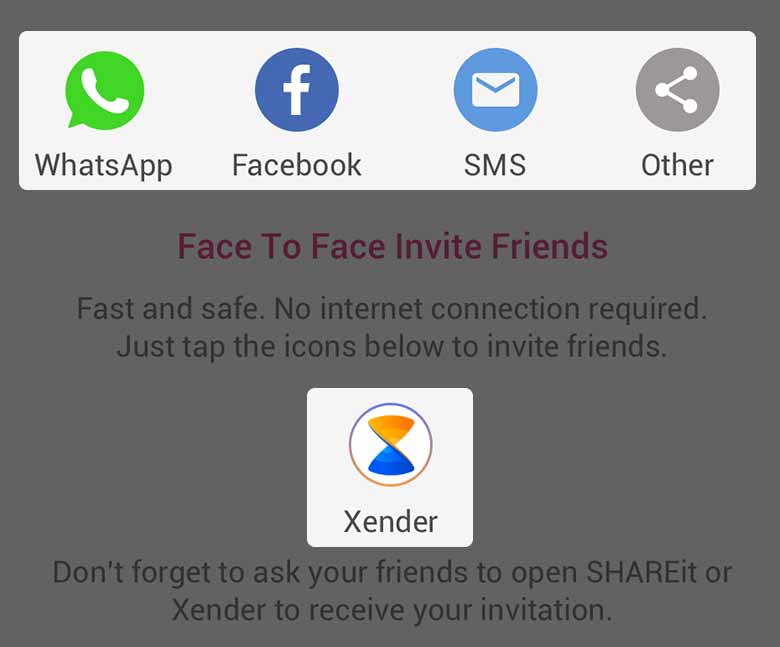 WhatsApp Facebook SMS Other
Face To Face Invite Friends
Fast and safe. No internet connection required.
Just tap the icons below to invite friends.
Xender
Don't forget to ask your friends to open SHAREit or
Xender to receive your invitation.